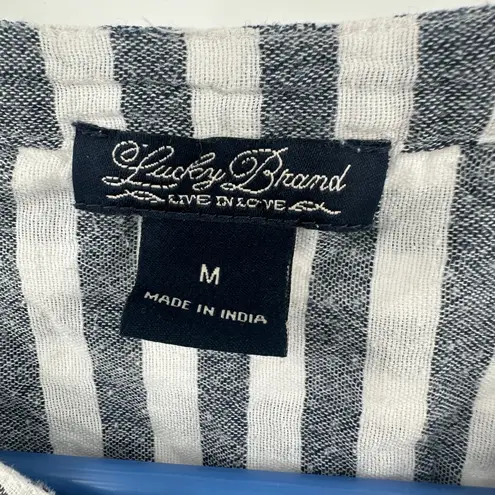 Lucky Brand
LIVE IN LOVE
M
MADE IN INDIA